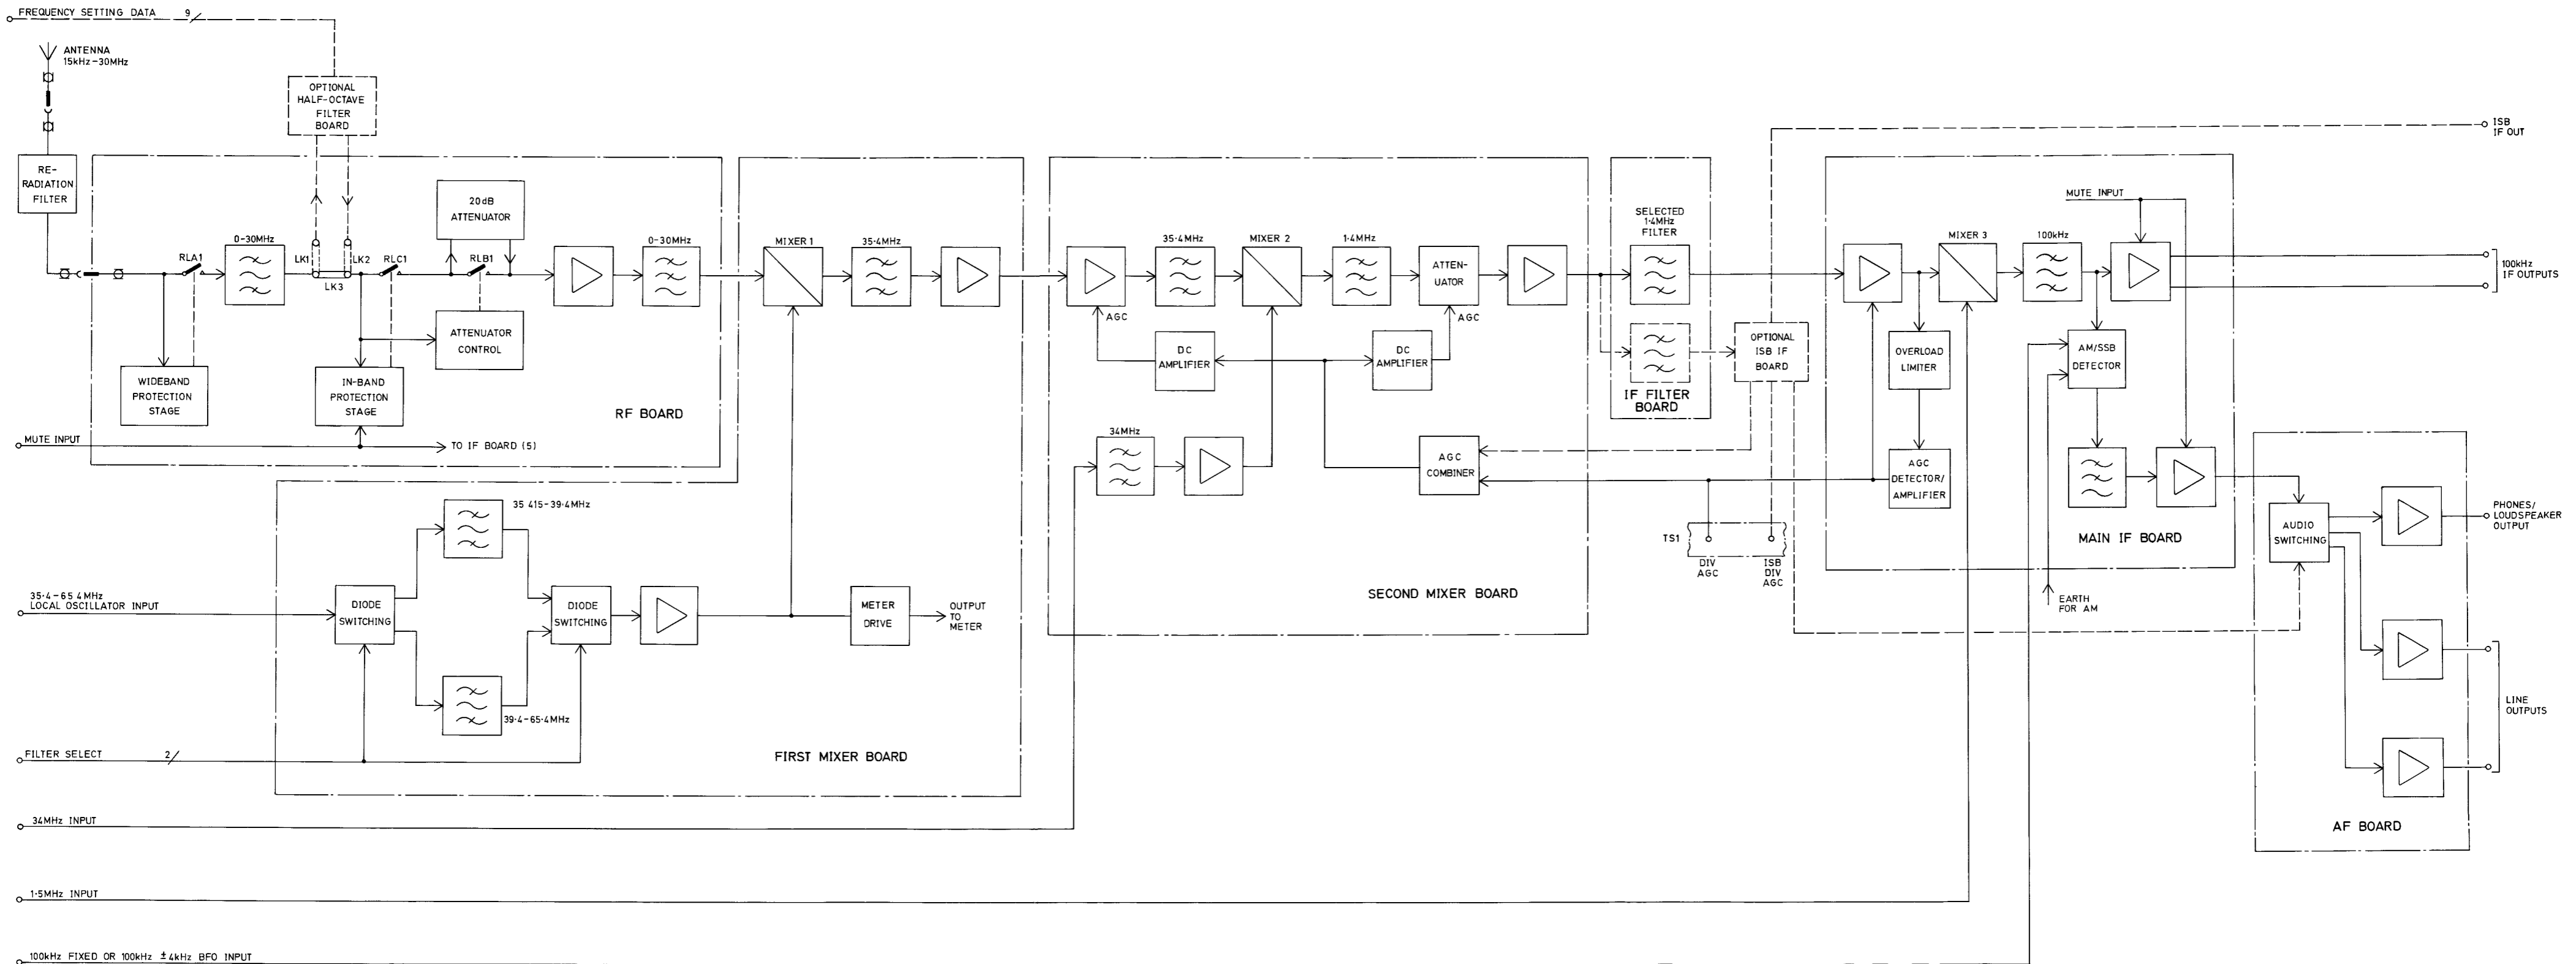 FREQUENCY SETTING DATA 9
ANTENNA
15kHz-30MHz
OPTIONAL
HALF-OCTAVE
FILTER
BOARD
RE-
RADIATION
FILTER
RLA1
0-30MHz
LK1
LK2
LK3
RLC1
20dB
ATTENUATOR
RLB1
ATTENUATOR
CONTROL
0-30MHz
WIDEBAND
PROTECTION
STAGE
IN-BAND
PROTECTION
STAGE
RF BOARD
MUTE INPUT
TO IF BOARD (5)
MIXER 1
35·4MHz
35 415-39·4MHz
35·4-65 4MHz
LOCAL OSCILLATOR INPUT
DIODE
SWITCHING
DIODE
SWITCHING
METER
DRIVE
OUTPUT
TO
METER
39·4-65·4MHz
FILTER SELECT 2
FIRST MIXER BOARD
34MHz INPUT
1·5MHz INPUT
100kHz FIXED OR 100kHz ±4kHz BFO INPUT
AGC
35·4MHz
MIXER 2
1·4MHz
ATTEN-
UATOR
AGC
DC
AMPLIFIER
DC
AMPLIFIER
34MHz
AGC
COMBINER
SECOND MIXER BOARD
SELECTED
1·4MHz
FILTER
IF FILTER
BOARD
OPTIONAL
ISB IF
BOARD
TS1
DIV
AGC
ISB
DIV
AGC
ISB
IF OUT
MUTE INPUT
MIXER 3
100kHz
100kHz
IF OUTPUTS
OVERLOAD
LIMITER
AM/SSB
DETECTOR
AGC
DETECTOR/
AMPLIFIER
MAIN IF BOARD
EARTH
FOR AM
AUDIO
SWITCHING
PHONES/
LOUDSPEAKER
OUTPUT
LINE
OUTPUTS
AF BOARD